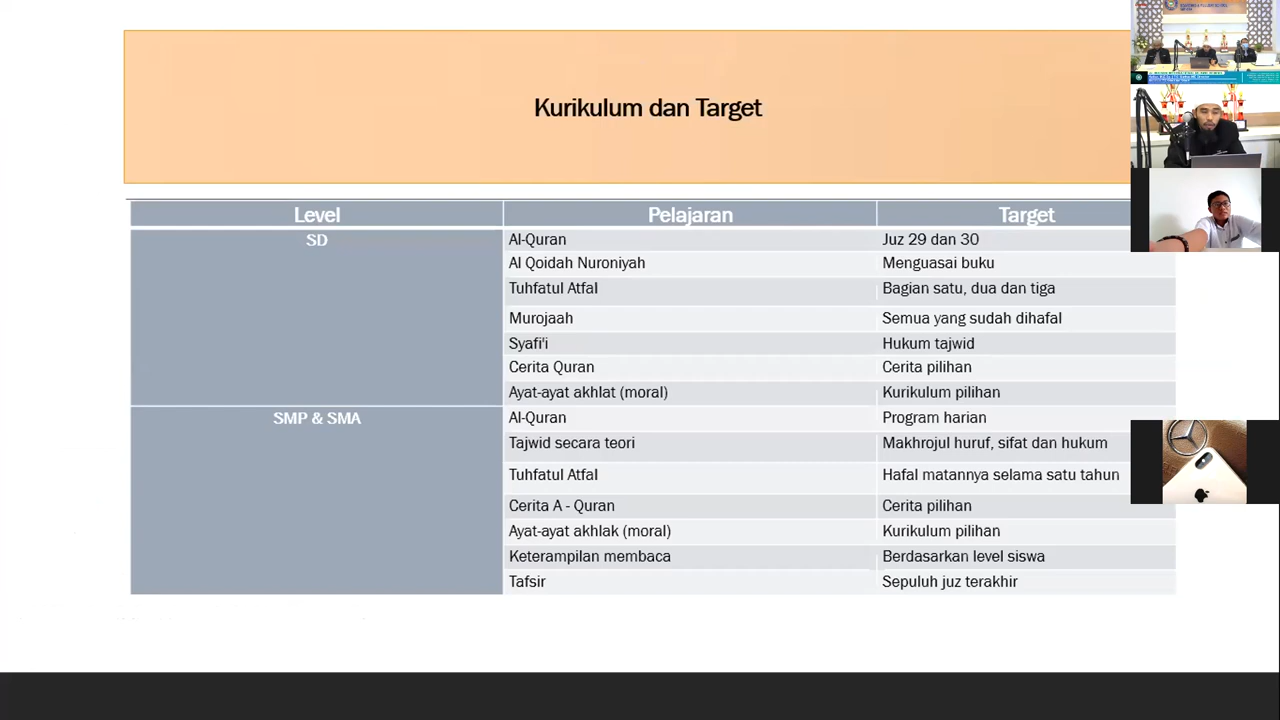 Kurikulum dan Target
Level Pelajaran Target
SD Al-Quran Juz 29 dan 30
Al Qoidah Nuroniyah Menguasai buku
Tuhfatul Atfal Bagian satu, dua dan tiga
Murojaah Semua yang sudah dihafal
Syafi'i Hukum tajwid
Cerita Quran Cerita pilihan
Ayat-ayat akhlat (moral) Kurikulum pilihan
SMP & SMA Al-Quran Program harian
Tajwid secara teori Makhrojul huruf, sifat dan hukum
Tuhfatul Atfal Hafal matannya selama satu tahun
Cerita A - Quran Cerita pilihan
Ayat-ayat akhlak (moral) Kurikulum pilihan
Keterampilan membaca Berdasarkan level siswa
Tafsir Sepuluh juz terakhir